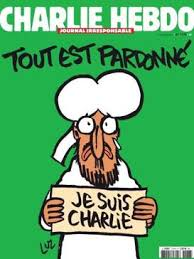 CHARLIE HEBDO
JOURNAL IRRESPONSABLE
TOUT EST PARDONNÉ
JE SUIS
CHARLIE
LUZ